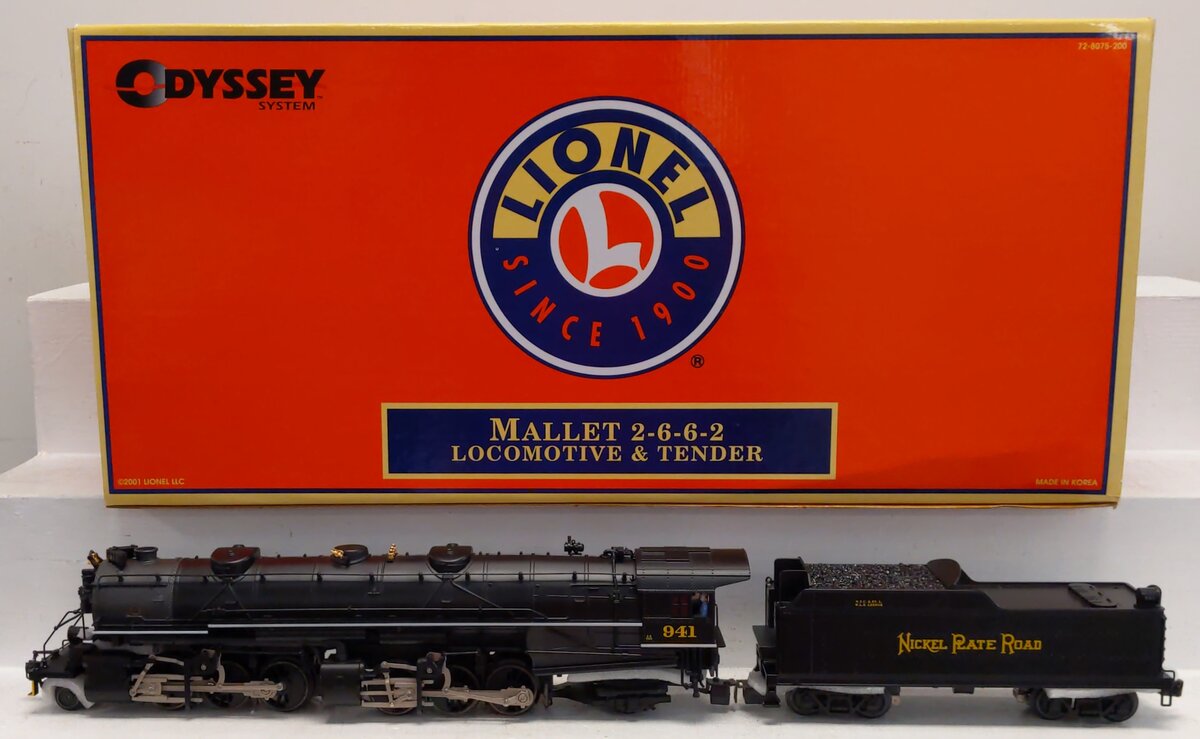 ODYSSEY
SYSTEM
72-8075-200
LIONEL
L
SINCE 1900
®
MALLET 2-6-6-2
LOCOMOTIVE & TENDER
©2001 LIONEL LLC
MADE IN KOREA
941
NICKEL PLATE ROAD